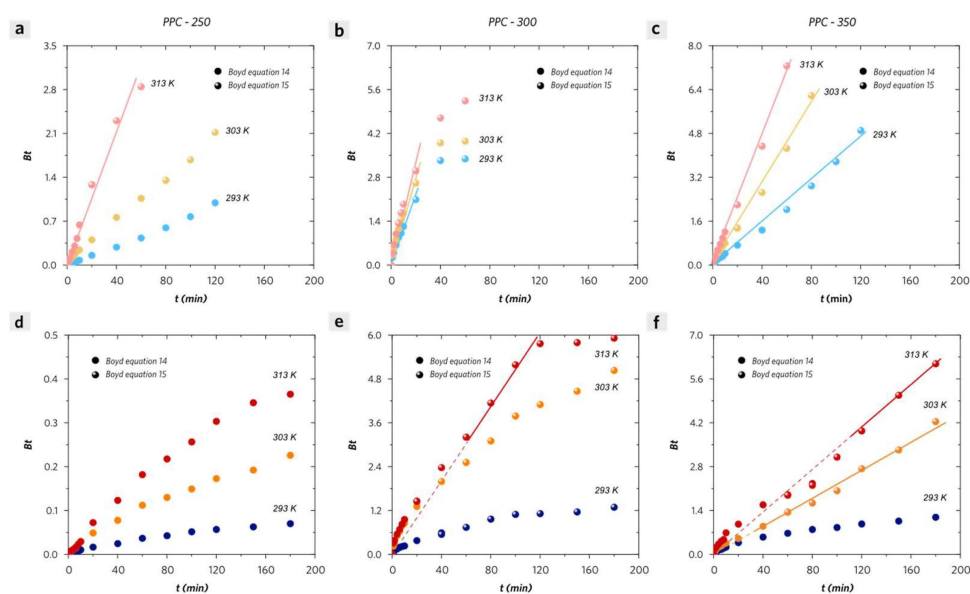 PPC - 250
PPC - 300
PPC - 350
a
3.5
2.8
2.1
1.4
0.7
0.0
Bt
313 K
303 K
293 K
Boyd equation 14
Boyd equation 15
0 40 80 120 160 200
t (min)
b
7.0
5.6
4.2
2.8
1.4
0.0
313 K
303 K
293 K
Boyd equation 14
Boyd equation 15
0 40 80 120 160 200
t (min)
c
8.0
6.4
4.8
3.2
1.6
0.0
313 K
303 K
293 K
Boyd equation 14
Boyd equation 15
0 40 80 120 160 200
t (min)
d
0.5
0.4
0.3
0.2
0.1
0.0
Bt
Boyd equation 14
Boyd equation 15
313 K
303 K
293 K
0 40 80 120 160 200
t (min)
e
6.0
4.8
3.6
2.4
1.2
0.0
Boyd equation 14
Boyd equation 15
313 K
303 K
293 K
0 40 80 120 160 200
t (min)
f
7.0
5.6
4.2
2.8
1.4
0.0
Boyd equation 14
Boyd equation 15
313 K
303 K
293 K
0 40 80 120 160 200
t (min)